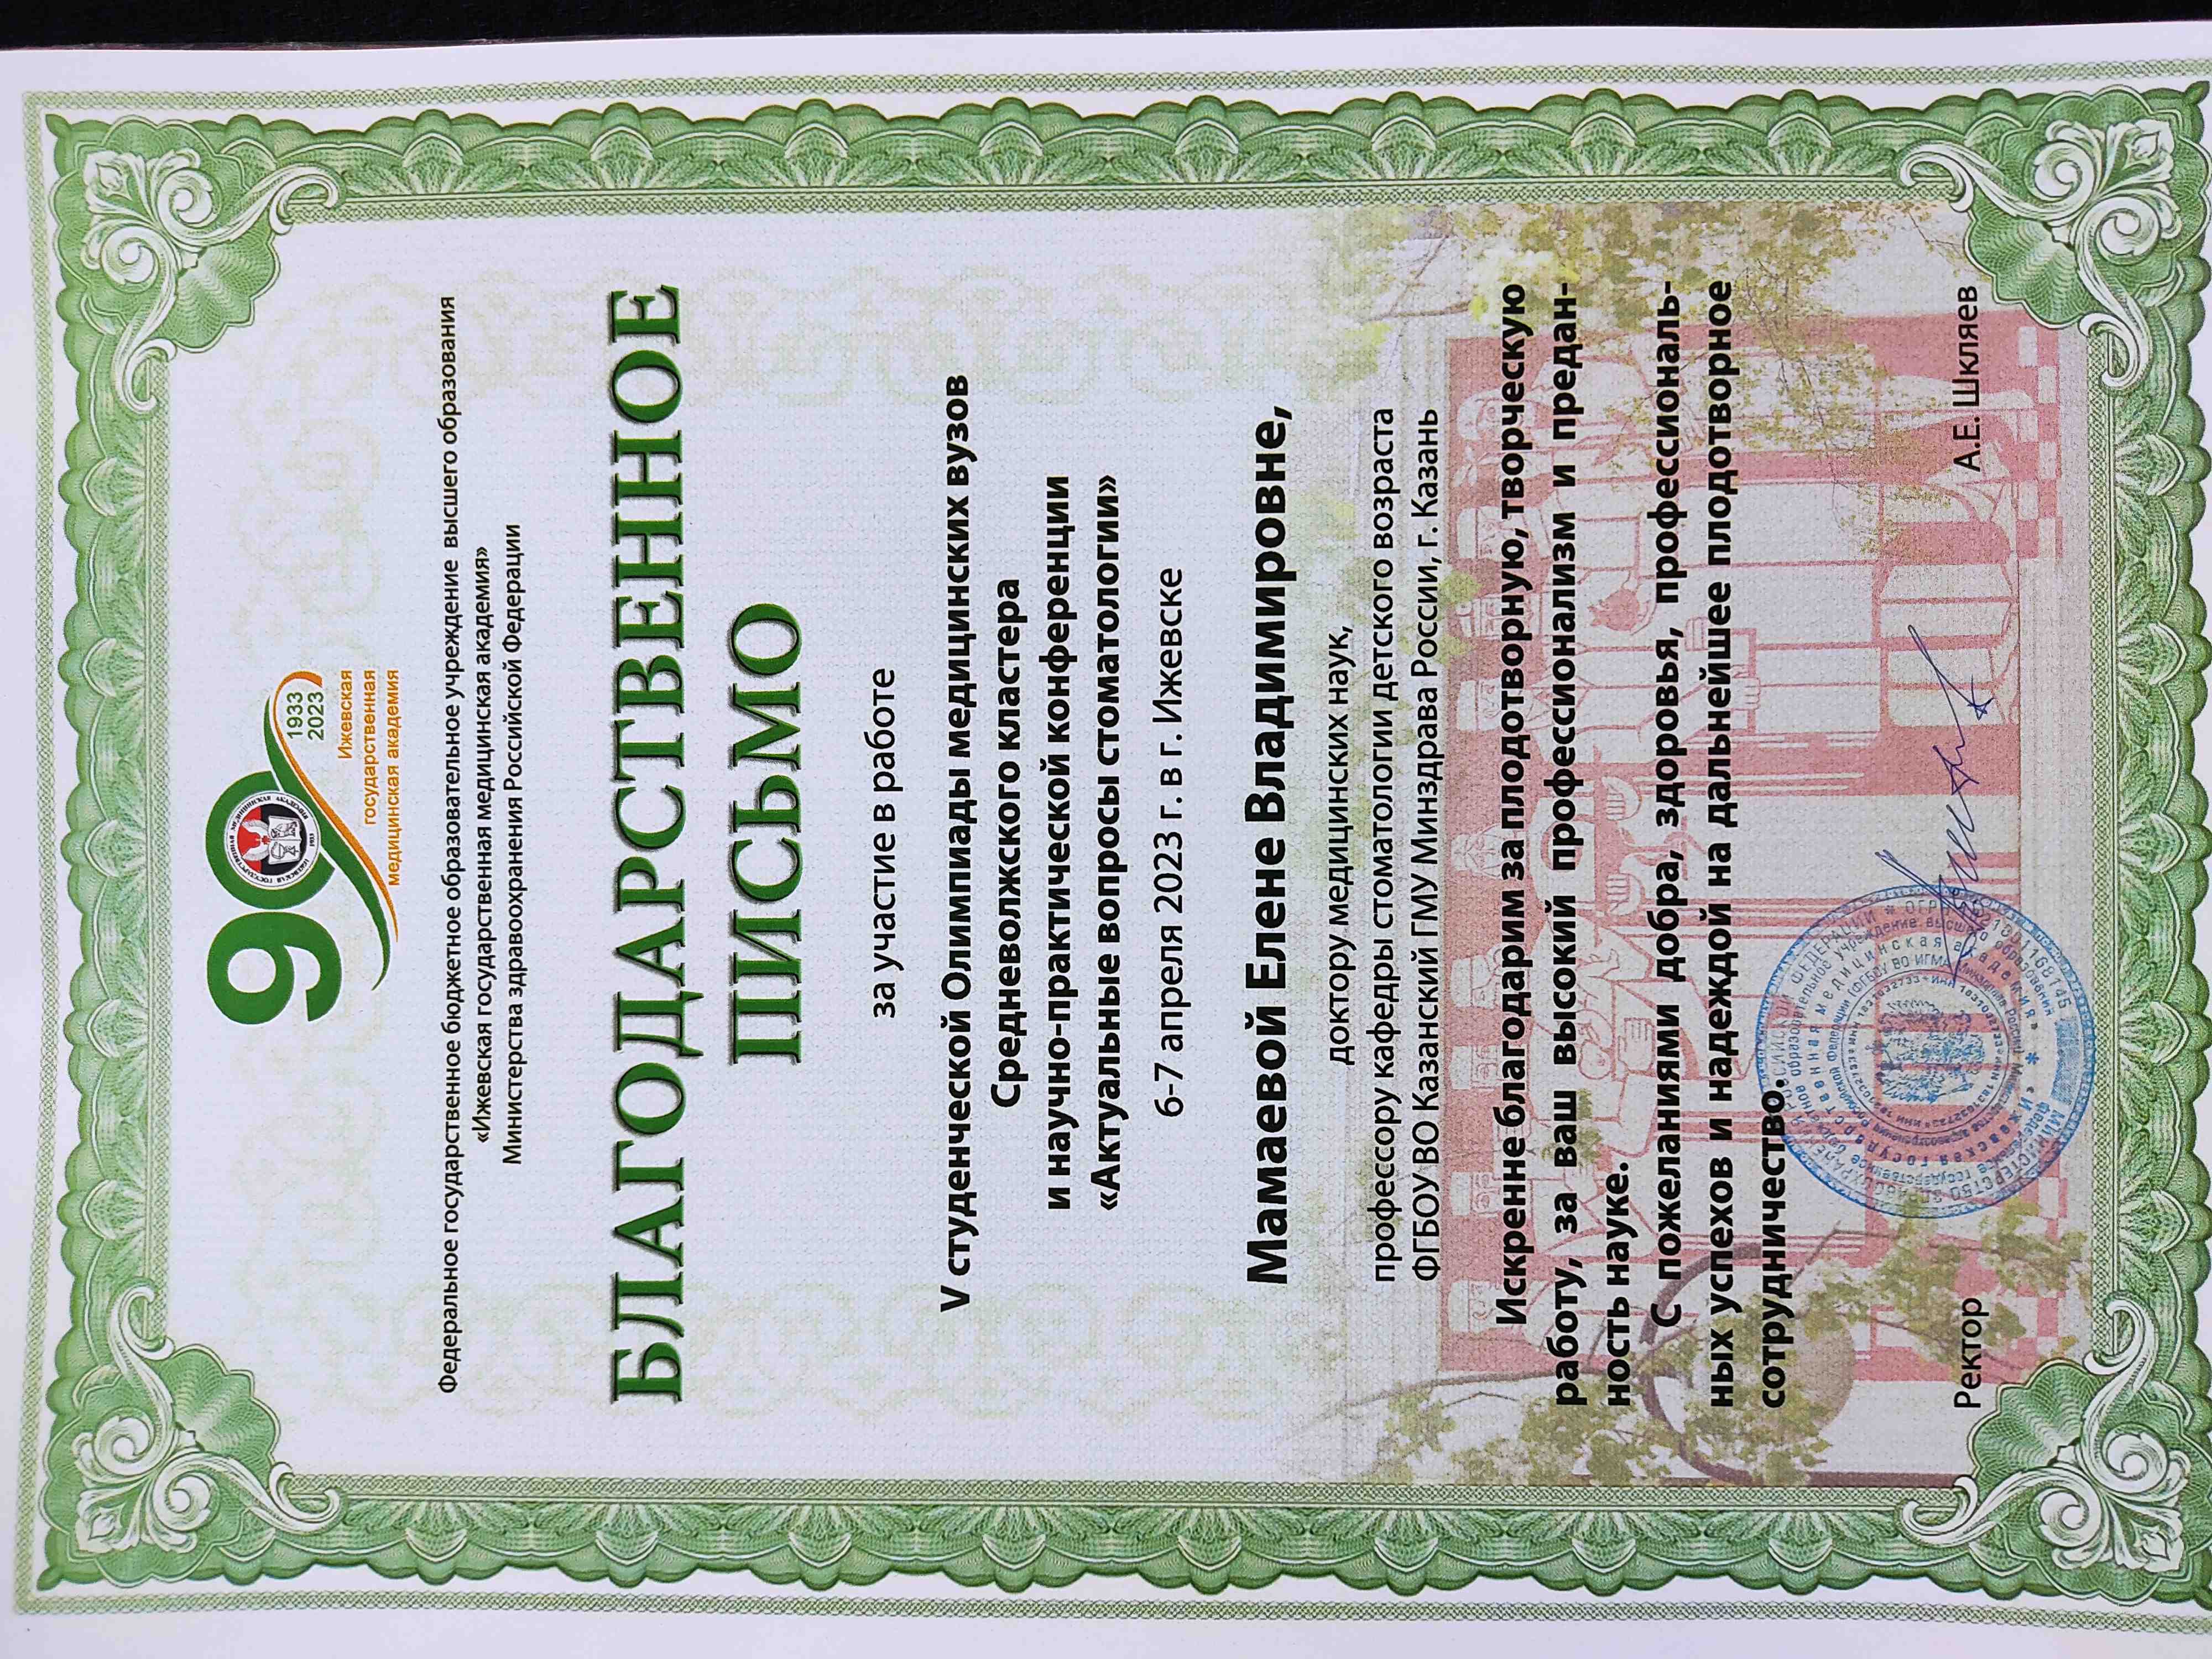 90
1933
2023
Ижевская
государственная
медицинская академия
Федеральное государственное бюджетное образовательное учреждение высшего образования
«Ижевская государственная медицинская академия»
Министерства здравоохранения Российской Федерации
БЛАГОДАРСТВЕННОЕ
ПИСЬМО
за участие в работе
V студенческой Олимпиады медицинских вузов
Средневолжского кластера
и научно-практической конференции
«Актуальные вопросы стоматологии»
6-7 апреля 2023 г. в г. Ижевске
Мамаевой Елене Владимировне,
доктору медицинских наук,
профессору кафедры стоматологии детского возраста
ФГБОУ ВО Казанский ГМУ Минздрава России, г. Казань
Искренне благодарим за плодотворную, творческую
работу, за ваш высокий профессионализм и предан-
ность науке.
С пожеланиями добра, здоровья, профессиональ-
ных успехов и надеждой на дальнейшее плодотворное
сотрудничество.
Ректор А.Е. Шкляев